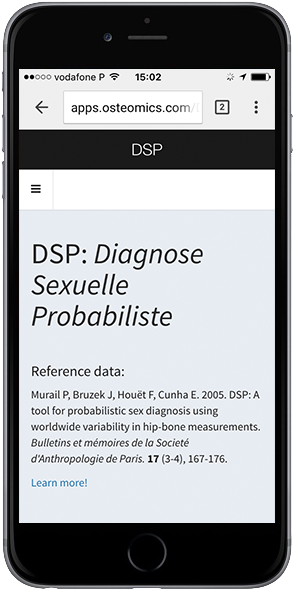 vodafone P 15:02
apps.osteomics.com/ 2
DSP
DSP: Diagnose
Sexuelle
Probabiliste
Reference data:
Murail P, Bruzek J, Houët F, Cunha E. 2005. DSP: A
tool for probabilistic sex diagnosis using
worldwide variability in hip-bone measurements.
Bulletins et mémoires de la Societé
d'Anthropologie de Paris. 17 (3-4), 167-176.
Learn more!